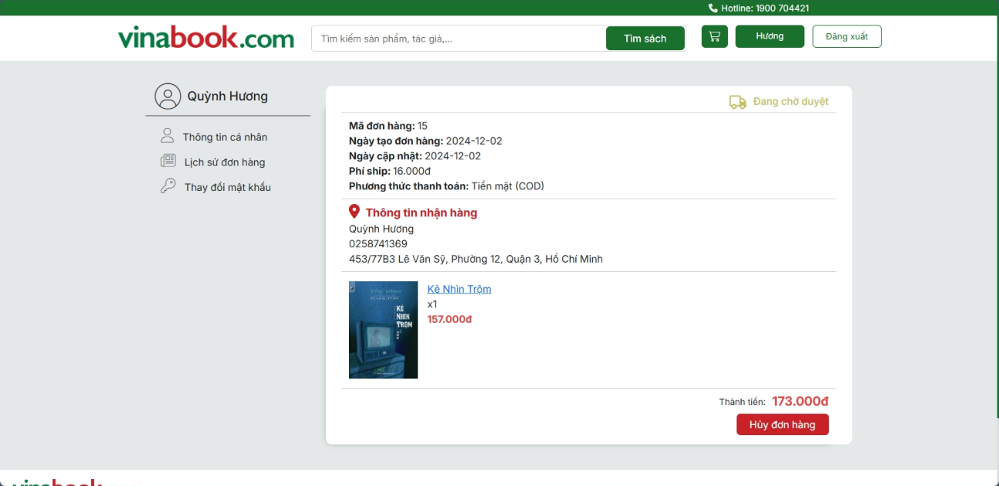 Hotline: 1900 704421
vinabook.com
Tìm kiếm sản phẩm, tác giả,...
Tìm sách
Hương
Đăng xuất
Quỳnh Hương
Thông tin cá nhân
Lịch sử đơn hàng
Thay đổi mật khẩu
Đang chờ duyệt
Mã đơn hàng: 15
Ngày tạo đơn hàng: 2024-12-02
Ngày cập nhật: 2024-12-02
Phí ship: 16.000đ
Phương thức thanh toán: Tiền mặt (COD)
Thông tin nhận hàng
Quỳnh Hương
0258741369
453/77B3 Lê Văn Sỹ, Phường 12, Quận 3, Hồ Chí Minh
KẺ
NHÌN
TRỘM
Kẻ Nhìn Trộm
x1
157.000đ
Thành tiền: 173.000đ
Hủy đơn hàng